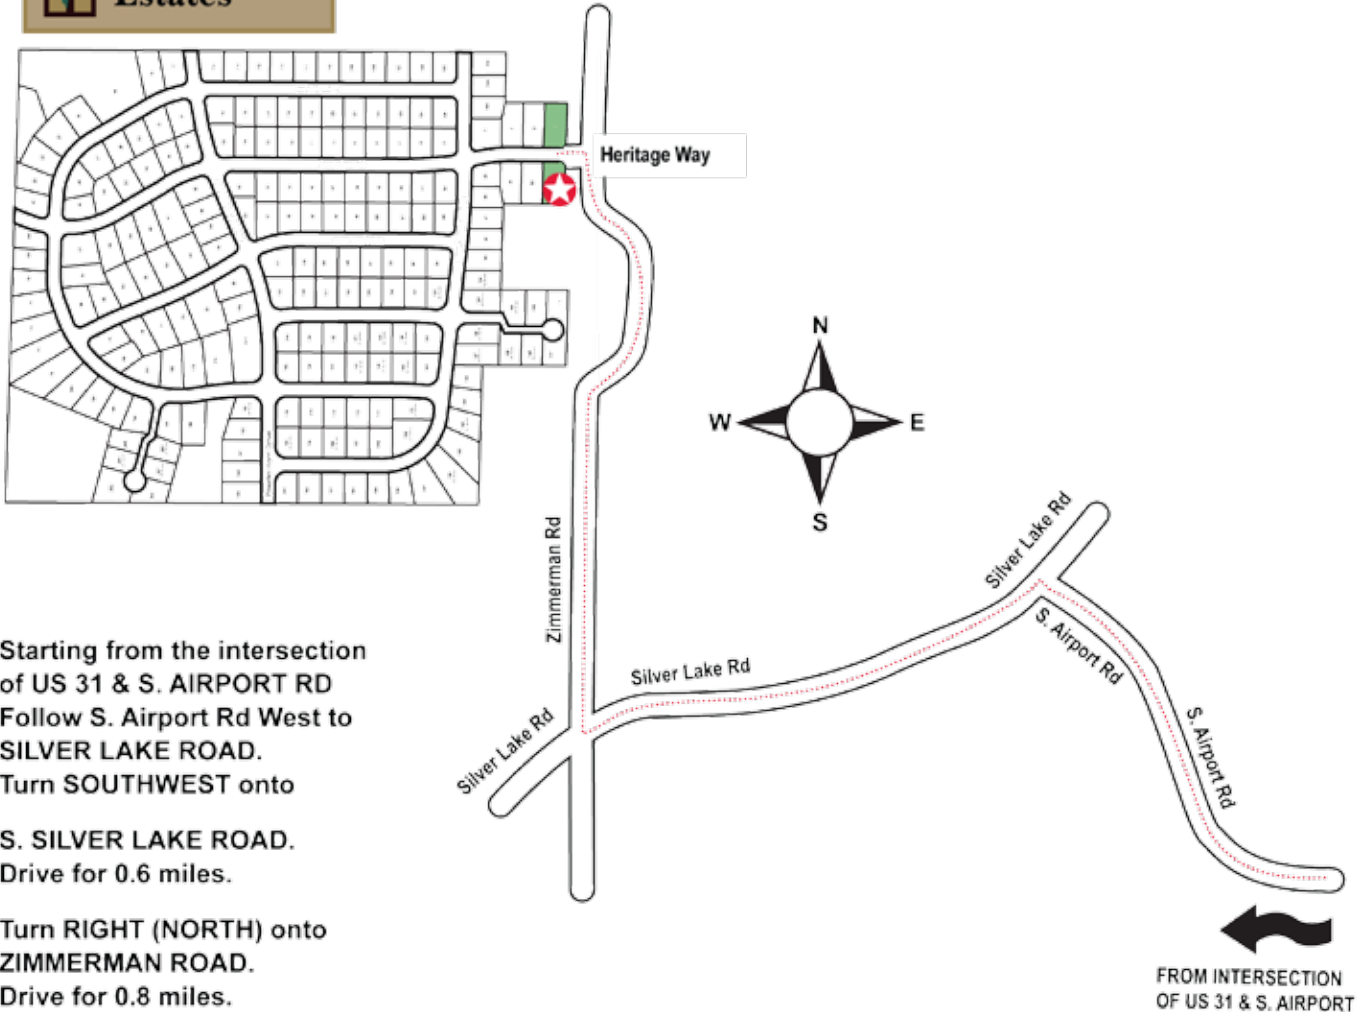 Estates
Heritage Way
N
W
E
S
Silver Lake Rd
Zimmerman Rd
S. Airport Rd
Silver Lake Rd
Silver Lake Rd
S. Airport Rd
Starting from the intersection
of US 31 & S. AIRPORT RD
Follow S. Airport Rd West to
SILVER LAKE ROAD.
Turn SOUTHWEST onto
S. SILVER LAKE ROAD.
Drive for 0.6 miles.
Turn RIGHT (NORTH) onto
ZIMMERMAN ROAD.
Drive for 0.8 miles.
FROM INTERSECTION
OF US 31 & S. AIRPORT